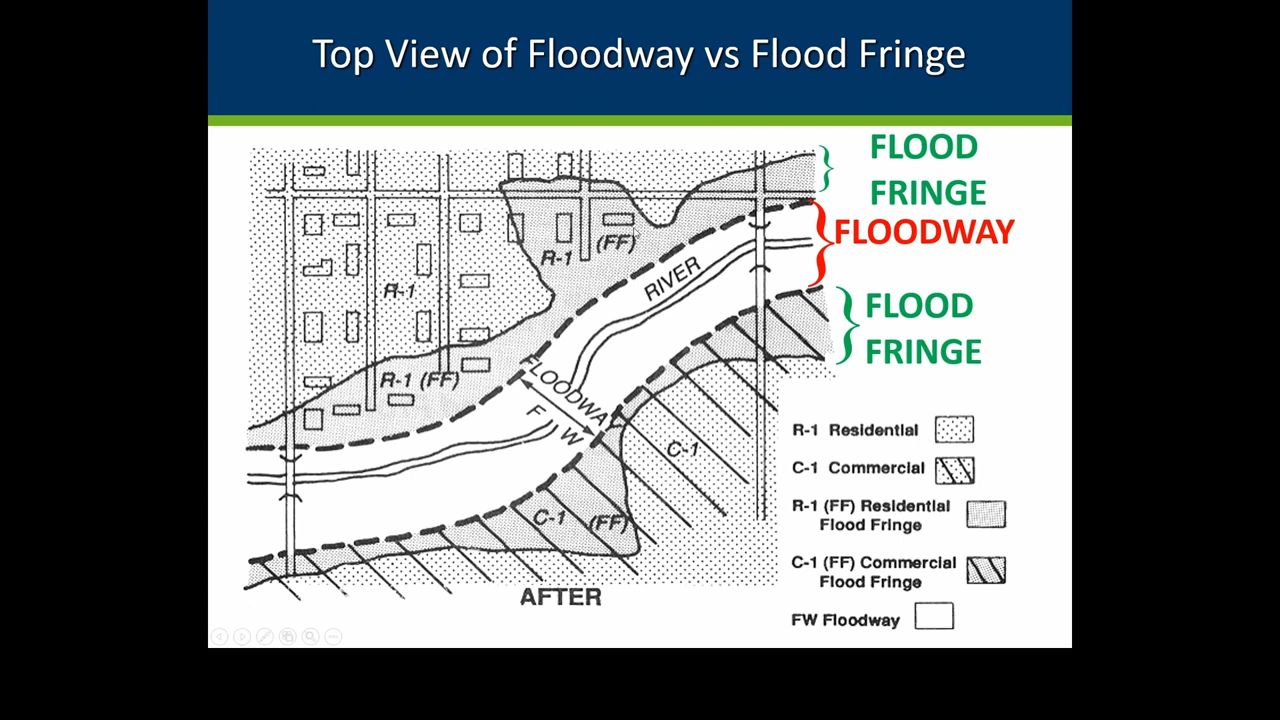 Top View of Floodway vs Flood Fringe
FLOOD
FRINGE
FLOODWAY
FLOOD
FRINGE
R-1
(FF)
RIVER
R-1
R-1 (FF)
FLOODWAY
F W
C-1
C-1 (FF)
AFTER
R-1 Residential
C-1 Commercial
R-1 (FF) Residential
Flood Fringe
C-1 (FF) Commercial
Flood Fringe
FW Floodway